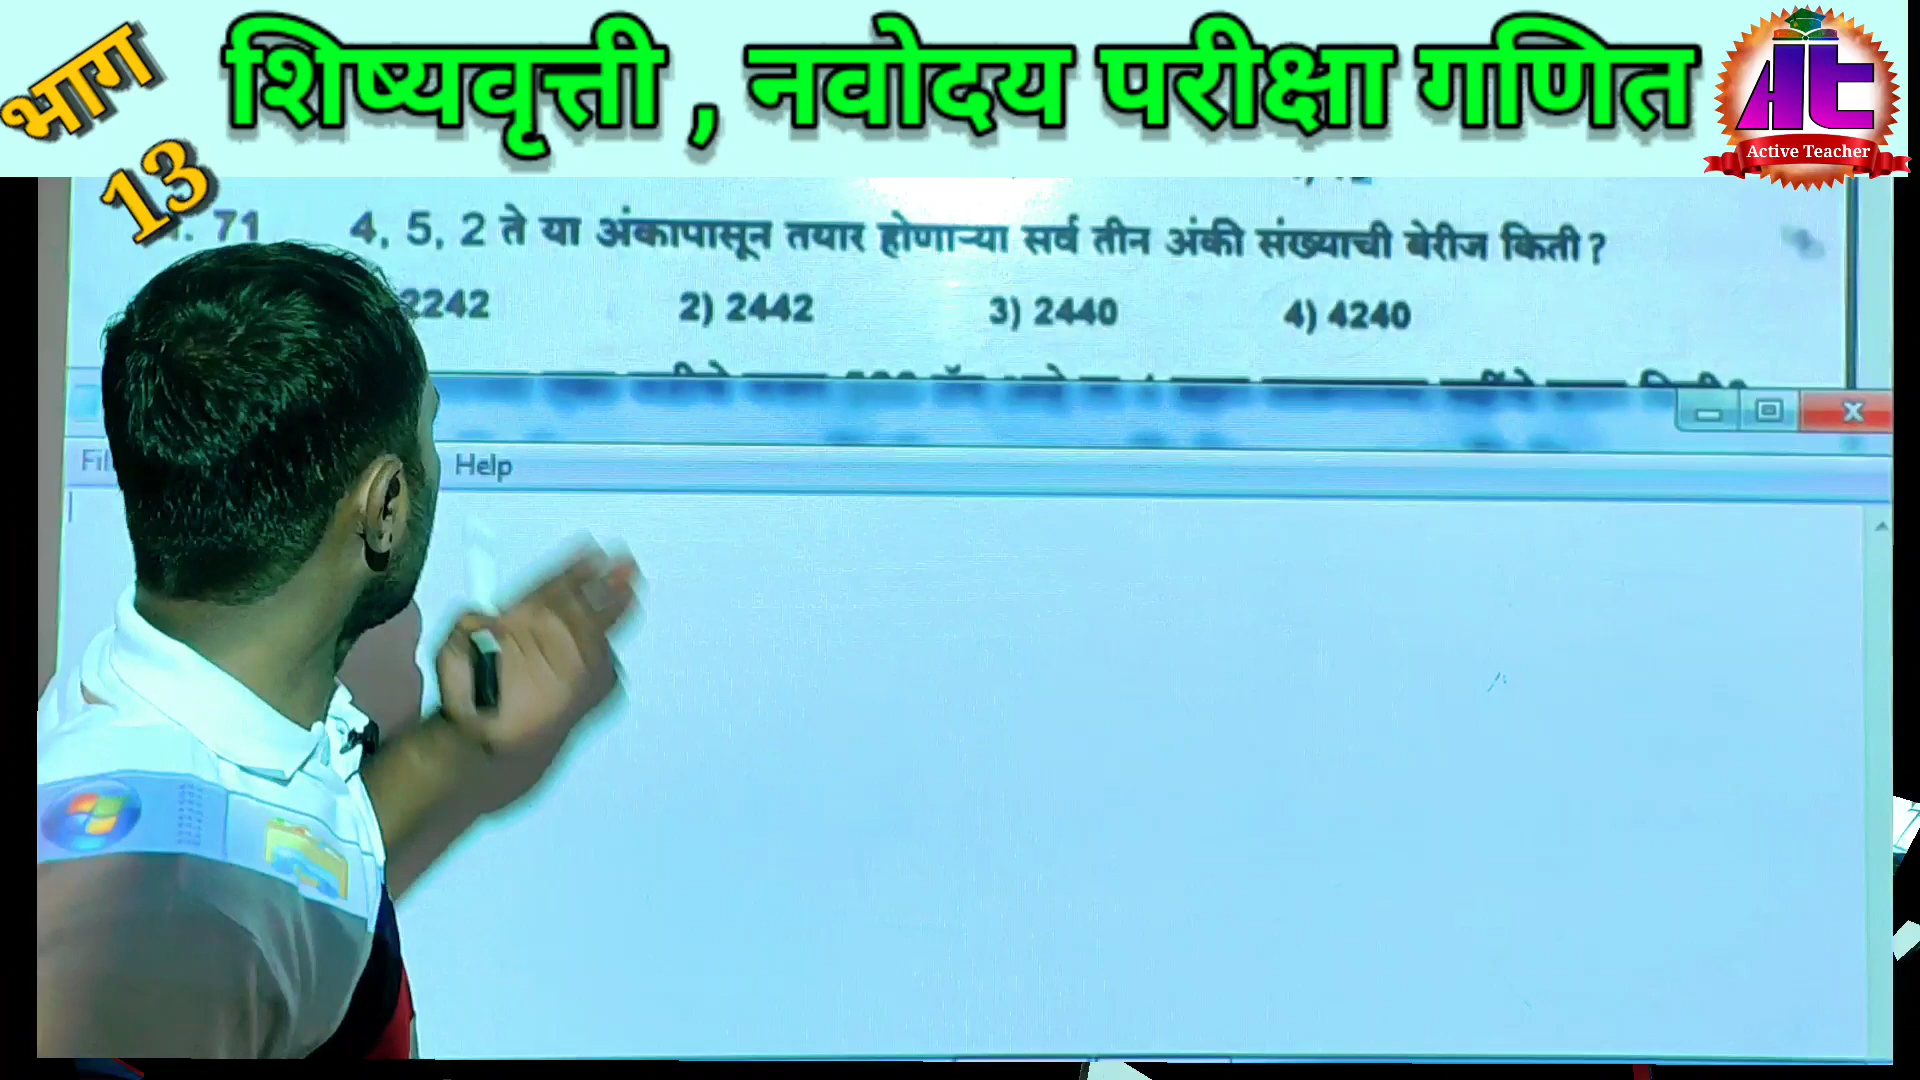 भाग
13
शिष्यवृत्ती , नवोदय परीक्षा गणित
At
Active Teacher
71 4, 5, 2 ते या अंकापासून तयार होणाऱ्या सर्व तीन अंकी संख्याची बेरीज किती ?
2242 2) 2442 3) 2440 4) 4240
Help